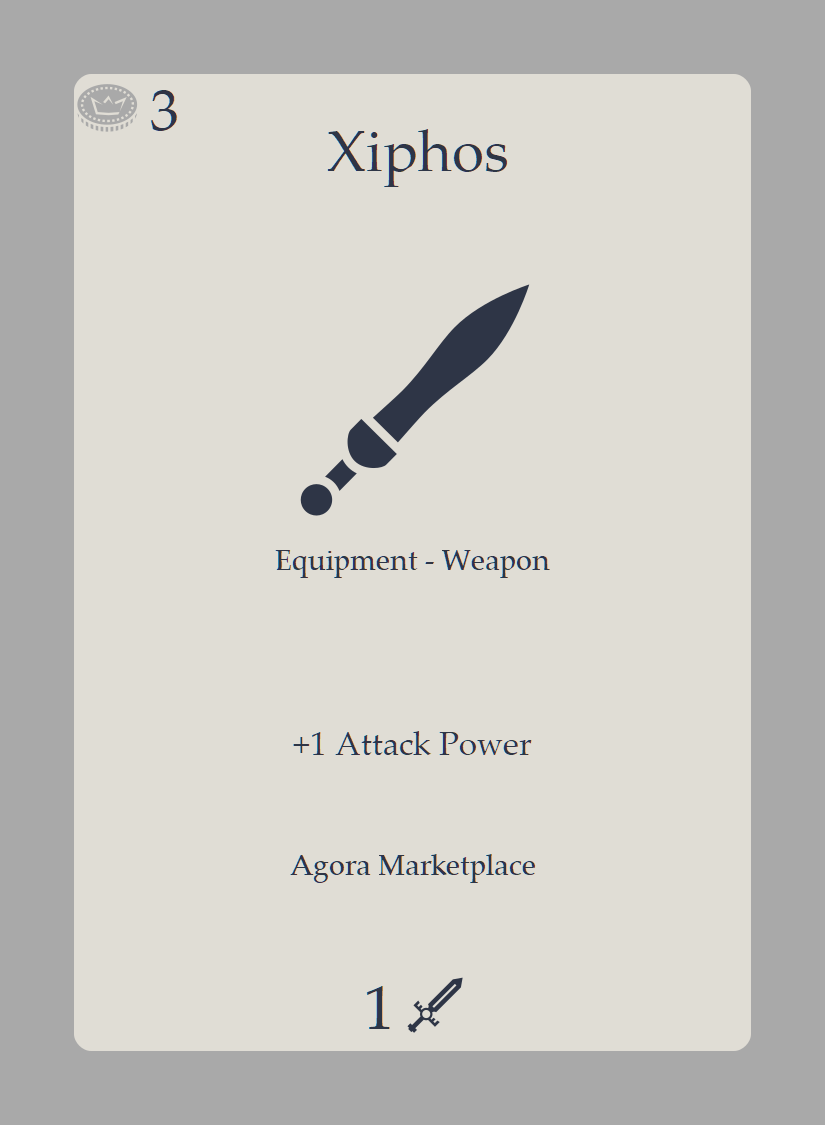 3
Xiphos
Equipment - Weapon
+1 Attack Power
Agora Marketplace
1